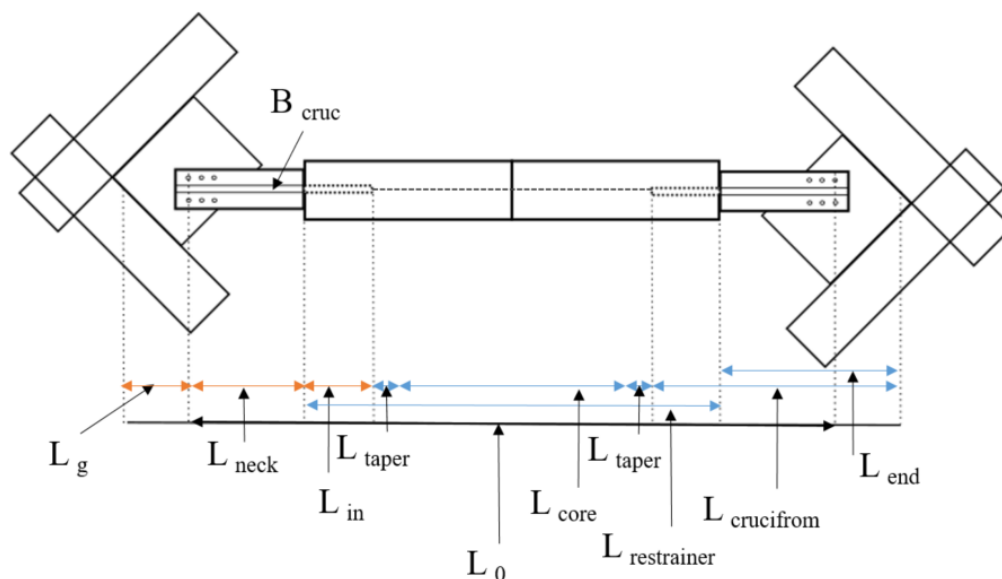 B cruc
L g
L neck
L in
L taper
L 0
L core
L taper
L restrainer
L crucifrom
L end